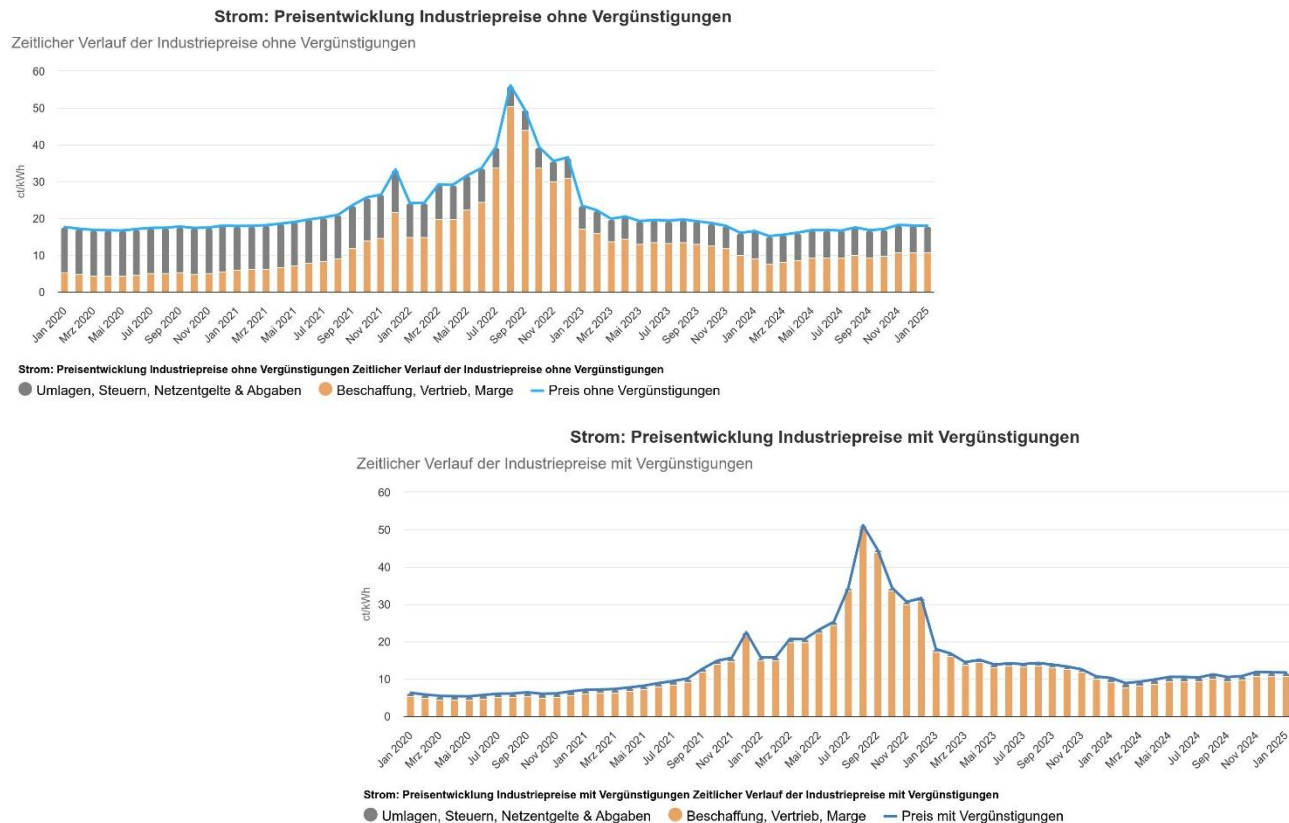 Strom: Preisentwicklung Industriepreise ohne Vergünstigungen
Zeitlicher Verlauf der Industriepreise ohne Vergünstigungen
60
50
40
30
20
10
0
ct/kWh
Jan 2020 Mrz 2020 Mai 2020 Jul 2020 Sep 2020 Nov 2020 Jan 2021 Mrz 2021 Mai 2021 Jul 2021 Sep 2021 Nov 2021 Jan 2022 Mrz 2022 Mai 2022 Jul 2022 Sep 2022 Nov 2022 Jan 2023 Mrz 2023 Mai 2023 Jul 2023 Sep 2023 Nov 2023 Jan 2024 Mrz 2024 Mai 2024 Jul 2024 Sep 2024 Nov 2024 Jan 2025
Strom: Preisentwicklung Industriepreise ohne Vergünstigungen Zeitlicher Verlauf der Industriepreise ohne Vergünstigungen
Umlagen, Steuern, Netzentgelte & Abgaben Beschaffung, Vertrieb, Marge Preis ohne Vergünstigungen
Strom: Preisentwicklung Industriepreise mit Vergünstigungen
Zeitlicher Verlauf der Industriepreise mit Vergünstigungen
60
50
40
30
20
10
0
ct/kWh
Jan 2020 Mrz 2020 Mai 2020 Jul 2020 Sep 2020 Nov 2020 Jan 2021 Mrz 2021 Mai 2021 Jul 2021 Sep 2021 Nov 2021 Jan 2022 Mrz 2022 Mai 2022 Jul 2022 Sep 2022 Nov 2022 Jan 2023 Mrz 2023 Mai 2023 Jul 2023 Sep 2023 Nov 2023 Jan 2024 Mrz 2024 Mai 2024 Jul 2024 Sep 2024 Nov 2024 Jan 2025
Strom: Preisentwicklung Industriepreise mit Vergünstigungen Zeitlicher Verlauf der Industriepreise mit Vergünstigungen
Umlagen, Steuern, Netzentgelte & Abgaben Beschaffung, Vertrieb, Marge Preis mit Vergünstigungen